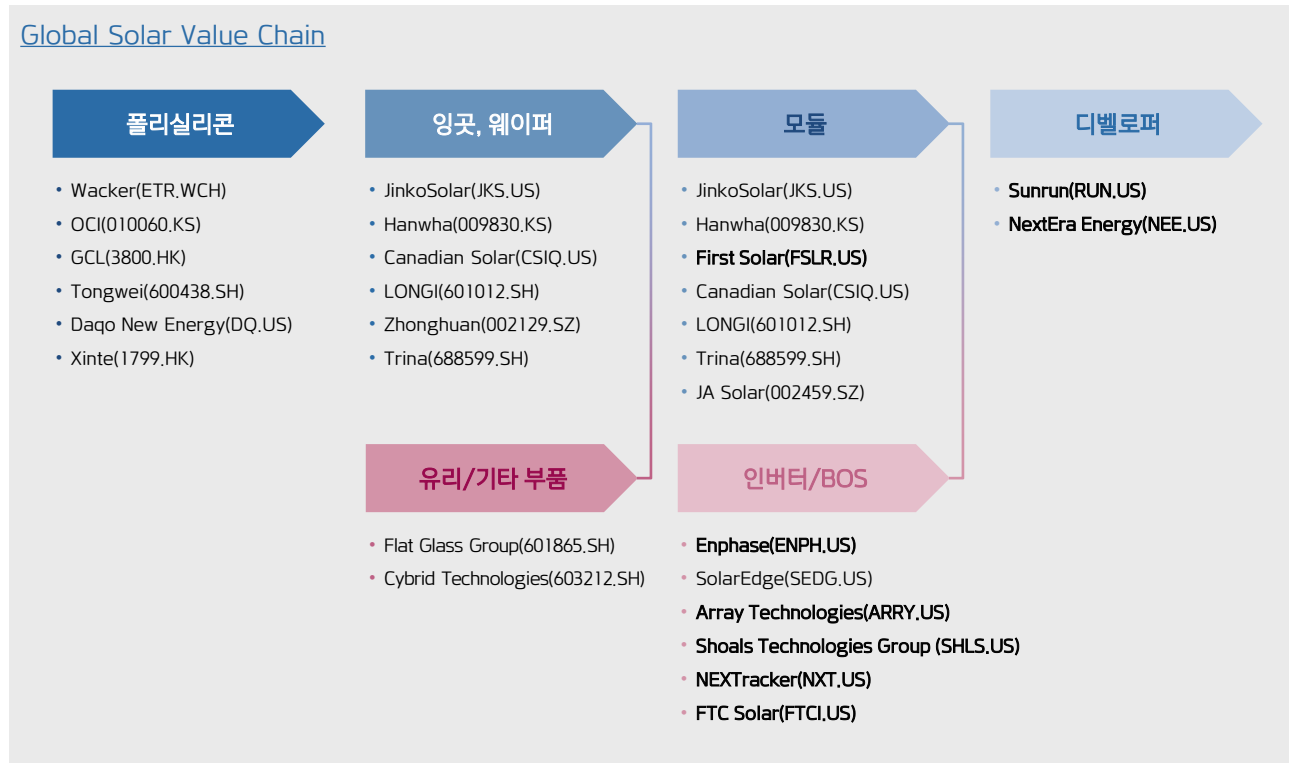 Global Solar Value Chain
폴리실리콘
• Wacker(ETR.WCH)
• OCI(010060.KS)
• GCL(3800.HK)
• Tongwei(600438.SH)
• Daqo New Energy(DQ.US)
• Xinte(1799.HK)
잉곳, 웨이퍼
• JinkoSolar(JKS.US)
• Hanwha(009830.KS)
• Canadian Solar(CSIQ.US)
• LONGI(601012.SH)
• Zhonghuan(002129.SZ)
• Trina(688599.SH)
모듈
• JinkoSolar(JKS.US)
• Hanwha(009830.KS)
• First Solar(FSLR.US)
• Canadian Solar(CSIQ.US)
• LONGI(601012.SH)
• Trina(688599.SH)
• JA Solar(002459.SZ)
디벨로퍼
• Sunrun(RUN.US)
• NextEra Energy(NEE.US)
유리/기타 부품
• Flat Glass Group(601865.SH)
• Cybrid Technologies(603212.SH)
인버터/BOS
• Enphase(ENPH.US)
• SolarEdge(SEDG.US)
• Array Technologies(ARRY.US)
• Shoals Technologies Group (SHLS.US)
• NEXTracker(NXT.US)
• FTC Solar(FTCI.US)